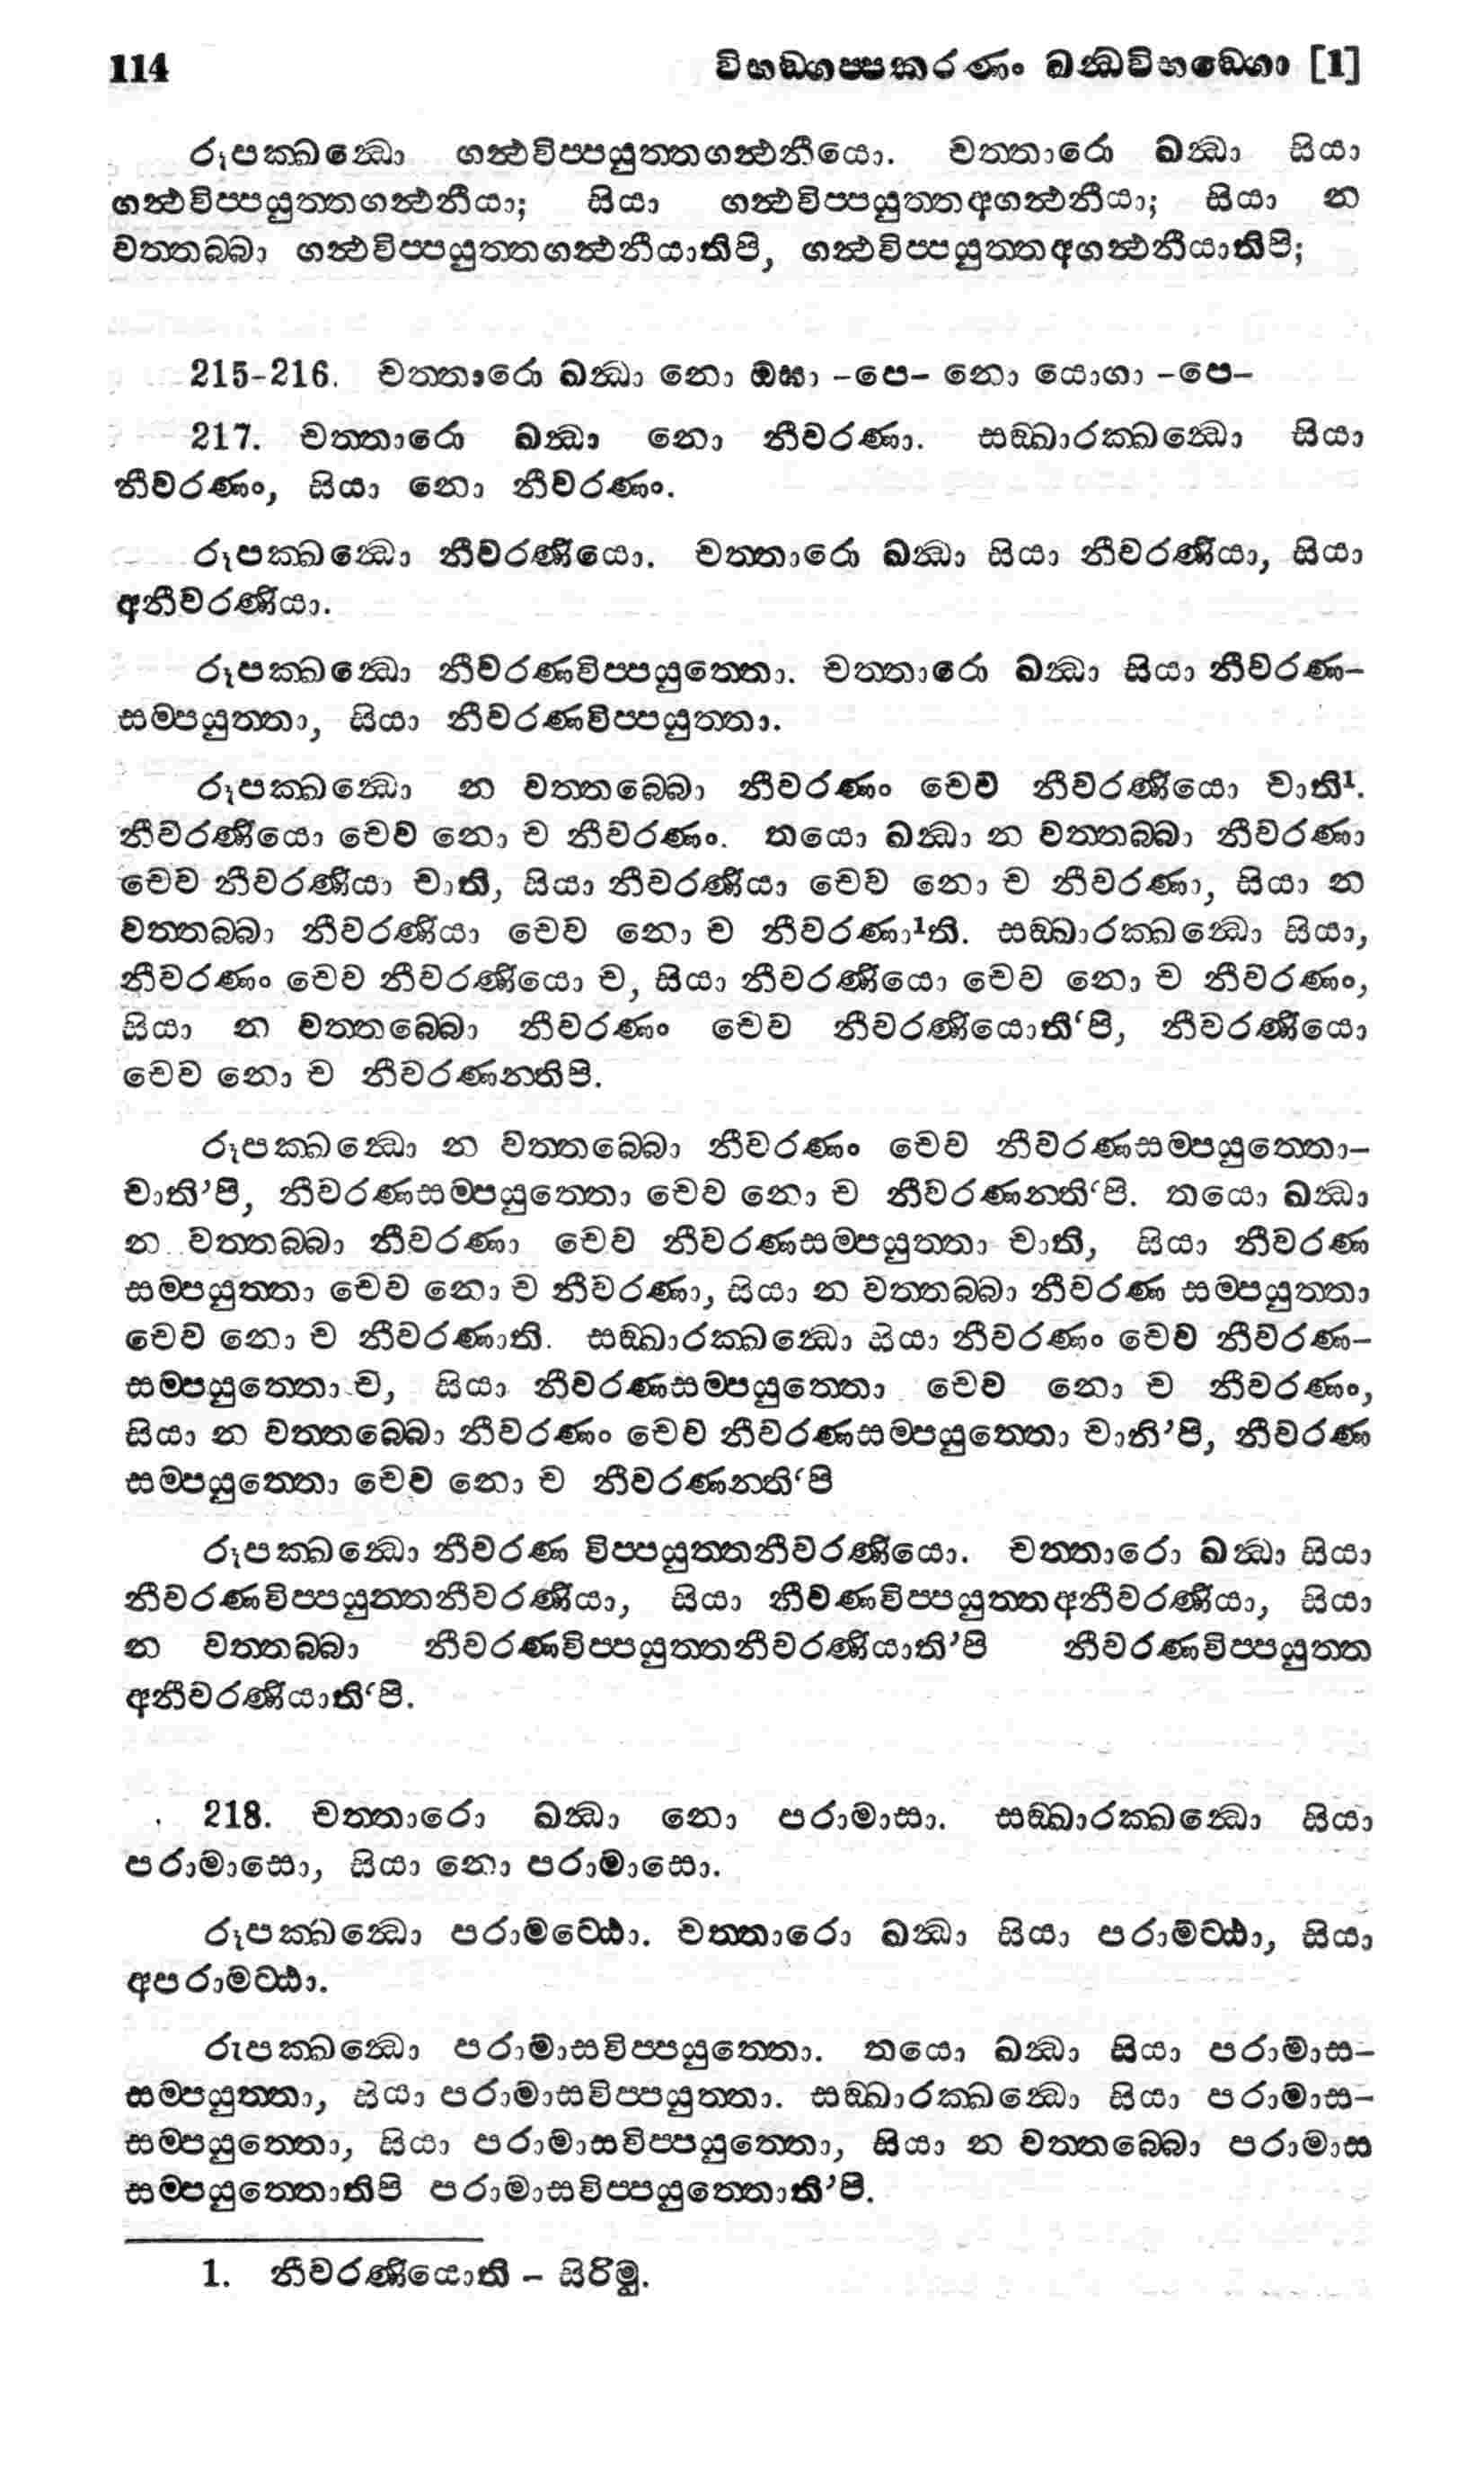 114 විභඞ්ගප්පකරණං ඛන්ධවිභඞ්ගො [1]
රූපක්ඛන්ධො ගන්ථවිප්පයුත්තගන්ථනීයො. චත්තාරො ඛන්ධා සියා
ගන්ථවිප්පයුත්තගන්ථනීයා; සියා ගන්ථවිප්පයුත්තඅගන්ථනීයා; සියා න
වත්තබ්බා ගන්ථවිප්පයුත්තගන්ථනීයාතිපි, ගන්ථවිප්පයුත්තඅගන්ථනීයාතිපි;
215-216. චත්තාරො ඛන්ධා නො ඔඝා -පෙ- නො යොගා -පෙ-
217. චත්තාරො ඛන්ධා නො නීවරණා. සඞ්ඛාරක්ඛන්ධො සියා
නීවරණං, සියා නො නීවරණං.
රූපක්ඛන්ධො නීවරණියො. චත්තාරො ඛන්ධා සියා නීවරණියා, සියා
අනීවරණියා.
රූපක්ඛන්ධො නීවරණවිප්පයුත්තො. චත්තාරො ඛන්ධා සියා නීවරණ-
සම්පයුත්තා, සියා නීවරණවිප්පයුත්තා.
රූපක්ඛන්ධො න වත්තබ්බො නීවරණං චෙව නීවරණියො චාති¹.
නීවරණියො චෙව නො ච නීවරණං. තයො ඛන්ධා න වත්තබ්බා නීවරණා
චෙව නීවරණියා චාති, සියා නීවරණියා චෙව නො ච නීවරණා, සියා න
වත්තබ්බා නීවරණියා චෙව නො ච නීවරණා¹ති. සඞ්ඛාරක්ඛන්ධො සියා,
නීවරණං චෙව නීවරණියො ච, සියා නීවරණියො චෙව නො ච නීවරණං,
සියා න වත්තබ්බො නීවරණං චෙව නීවරණියොතී‘පි, නීවරණියො
චෙව නො ච නීවරණන්තිපි.
රූපක්ඛන්ධො න වත්තබ්බො නීවරණං චෙව නීවරණසම්පයුත්තො-
චාති’පි, නීවරණසම්පයුත්තො චෙව නො ච නීවරණන්ති‘පි. තයො ඛන්ධා
න වත්තබ්බා නීවරණා චෙව නීවරණසම්පයුත්තා චාති, සියා නීවරණ
සම්පයුත්තා චෙව නො ච නීවරණා, සියා න වත්තබ්බා නීවරණ සම්පයුත්තා
චෙව නො ච නීවරණාති. සඞ්ඛාරක්ඛන්ධො සියා නීවරණං චෙව නීවරණ-
සම්පයුත්තො ච, සියා නීවරණසම්පයුත්තො චෙව නො ච නීවරණං,
සියා න වත්තබ්බො නීවරණං චෙව නීවරණසම්පයුත්තො චාති’පි, නීවරණ
සම්පයුත්තො චෙව නො ච නීවරණන්ති‘පි
රූපක්ඛන්ධො නීවරණ විප්පයුත්තනීවරණියො. චත්තාරො ඛන්ධා සියා
නීවරණවිප්පයුත්තනීවරණියා, සියා නීවණවිප්පයුත්තඅනීවරණියා, සියා
න වත්තබ්බා නීවරණවිප්පයුත්තනීවරණියාති’පි නීවරණවිප්පයුත්ත
අනීවරණියාති‘පි.
218. චත්තාරො ඛන්ධා නො පරාමාසා. සඞ්ඛාරක්ඛන්ධො සියා
පරාමාසො, සියා නො පරාමාසො.
රූපක්ඛන්ධො පරාමට්ඨො. චත්තාරො ඛන්ධා සියා පරාමට්ඨා, සියා
අපරාමට්ඨා.
රූපක්ඛන්ධො පරාමාසවිප්පයුත්තො. තයො ඛන්ධා සියා පරාමාස-
සම්පයුත්තා, සියා පරාමාසවිප්පයුත්තා. සඞ්ඛාරක්ඛන්ධො සියා පරාමාස-
සම්පයුත්තො, සියා පරාමාසවිප්පයුත්තො, සියා න වත්තබ්බො පරාමාස
සම්පයුත්තොතිපි පරාමාසවිප්පයුත්තොති’පි.
1. නීවරණියොති - සිරිමු.